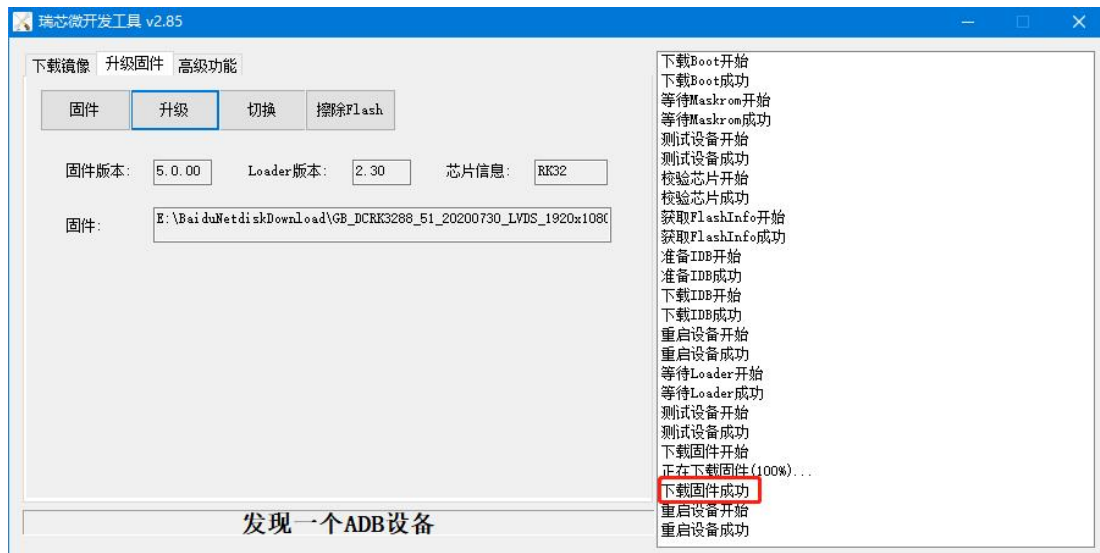 瑞芯微开发工具 v2.85
下载镜像 升级固件 高级功能
固件 升级 切换 擦除Flash
固件版本: 5.0.00 Loader版本: 2.30 芯片信息: RK32
固件: E:\BaiduNetdiskDownload\GB_DCRK3288_51_20200730_LVDS_1920x108(
发现一个ADB设备
下载Boot开始
下载Boot成功
等待Maskrom开始
等待Maskrom成功
测试设备开始
测试设备成功
校验芯片开始
校验芯片成功
获取FlashInfo开始
获取FlashInfo成功
准备IDB开始
准备IDB成功
下载IDB开始
下载IDB成功
重启设备开始
重启设备成功
等待Loader开始
等待Loader成功
测试设备开始
测试设备成功
下载固件开始
正在下载固件(100%)...
下载固件成功
重启设备开始
重启设备成功